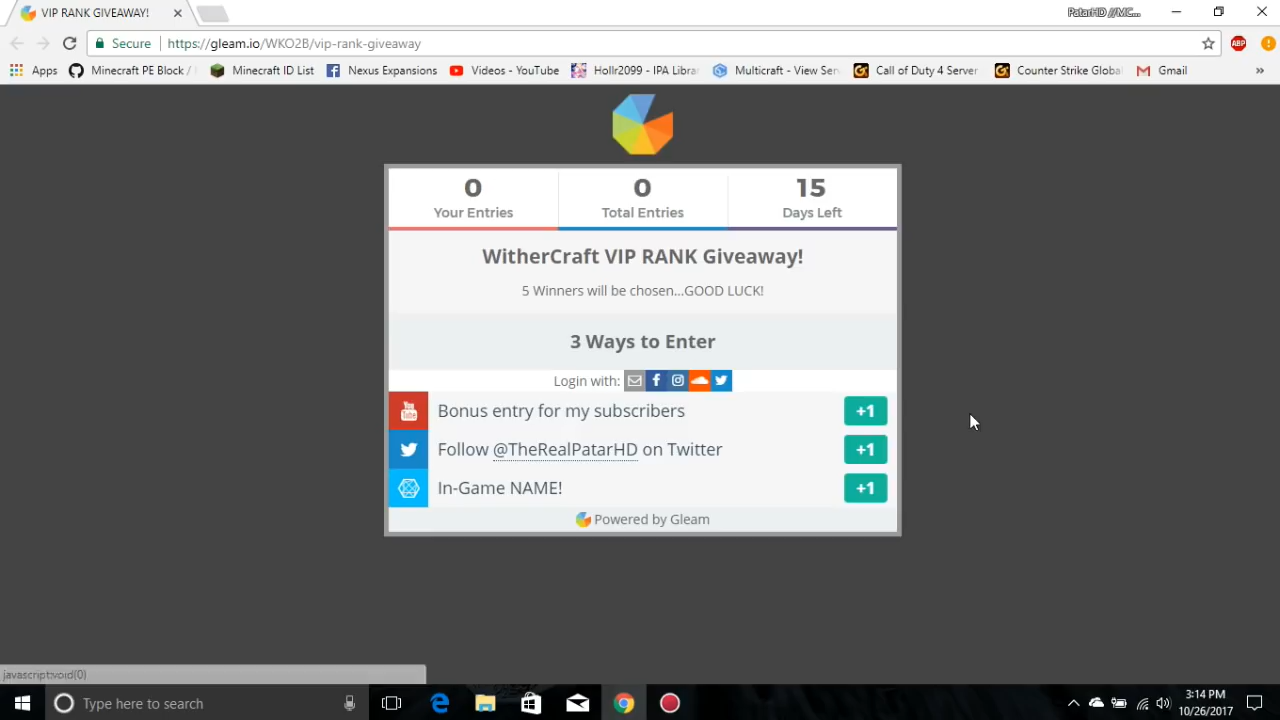 VIP RANK GIVEAWAY!
PatarHD //MC...
Secure https://gleam.io/WKO2B/vip-rank-giveaway
ABP
Apps Minecraft PE Block / Minecraft ID List Nexus Expansions Videos - YouTube Hollr2099 - IPA Libra Multicraft - View Serv Call of Duty 4 Server Counter Strike Global Gmail »
0 0 15
Your Entries Total Entries Days Left
WitherCraft VIP RANK Giveaway!
5 Winners will be chosen...GOOD LUCK!
3 Ways to Enter
Login with:
You Tube Bonus entry for my subscribers +1
Follow @TheRealPatarHD on Twitter +1
In-Game NAME! +1
Powered by Gleam
javascript:void(0)
Type here to search
3:14 PM
10/26/2017